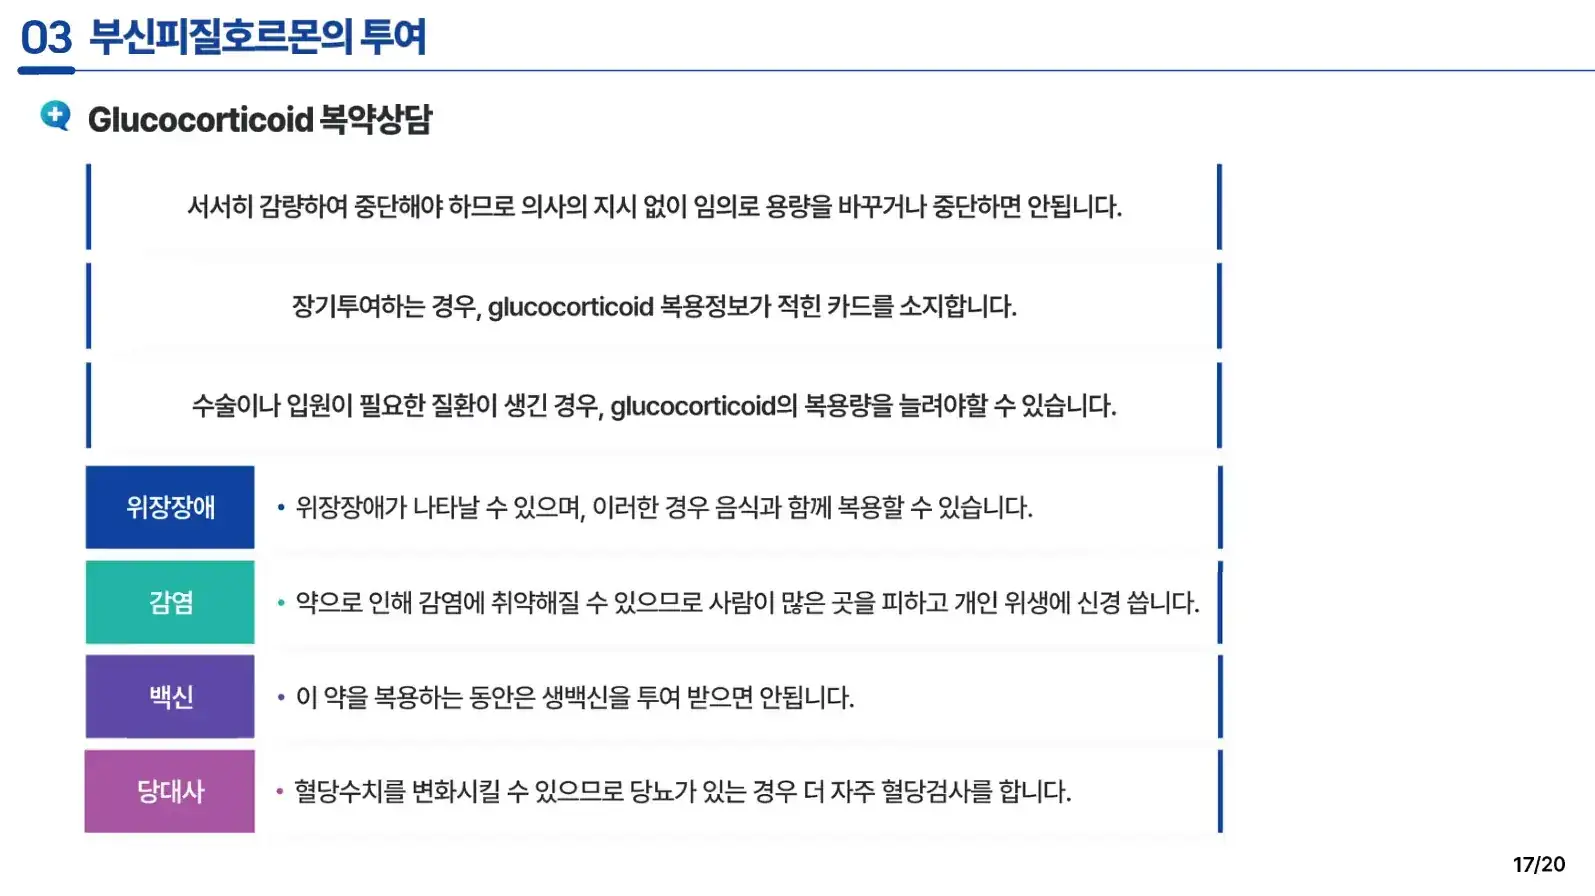 03 부신피질호르몬의 투여
Glucocorticoid 복약상담
서서히 감량하여 중단해야 하므로 의사의 지시 없이 임의로 용량을 바꾸거나 중단하면 안됩니다.
장기투여하는 경우, glucocorticoid 복용정보가 적힌 카드를 소지합니다.
수술이나 입원이 필요한 질환이 생긴 경우, glucocorticoid의 복용량을 늘려야할 수 있습니다.
위장장애 • 위장장애가 나타날 수 있으며, 이러한 경우 음식과 함께 복용할 수 있습니다.
감염 • 약으로 인해 감염에 취약해질 수 있으므로 사람이 많은 곳을 피하고 개인 위생에 신경 씁니다.
백신 • 이 약을 복용하는 동안은 생백신을 투여 받으면 안됩니다.
당대사 • 혈당수치를 변화시킬 수 있으므로 당뇨가 있는 경우 더 자주 혈당검사를 합니다.
17/20